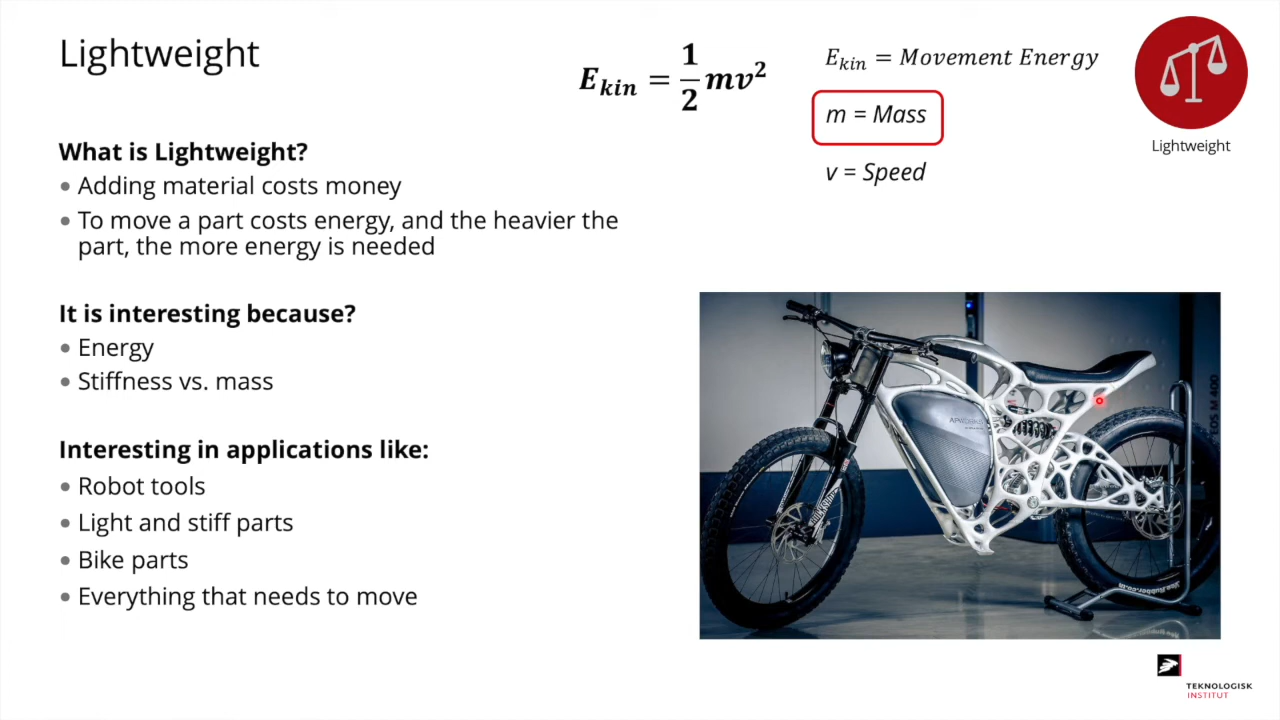 Lightweight
E_kin = 1/2 mv²
E_kin = Movement Energy
m = Mass
v = Speed
Lightweight
What is Lightweight?
• Adding material costs money
• To move a part costs energy, and the heavier the
part, the more energy is needed
It is interesting because?
• Energy
• Stiffness vs. mass
Interesting in applications like:
• Robot tools
• Light and stiff parts
• Bike parts
• Everything that needs to move
EOS M 400
TEKNOLOGISK
INSTITUT